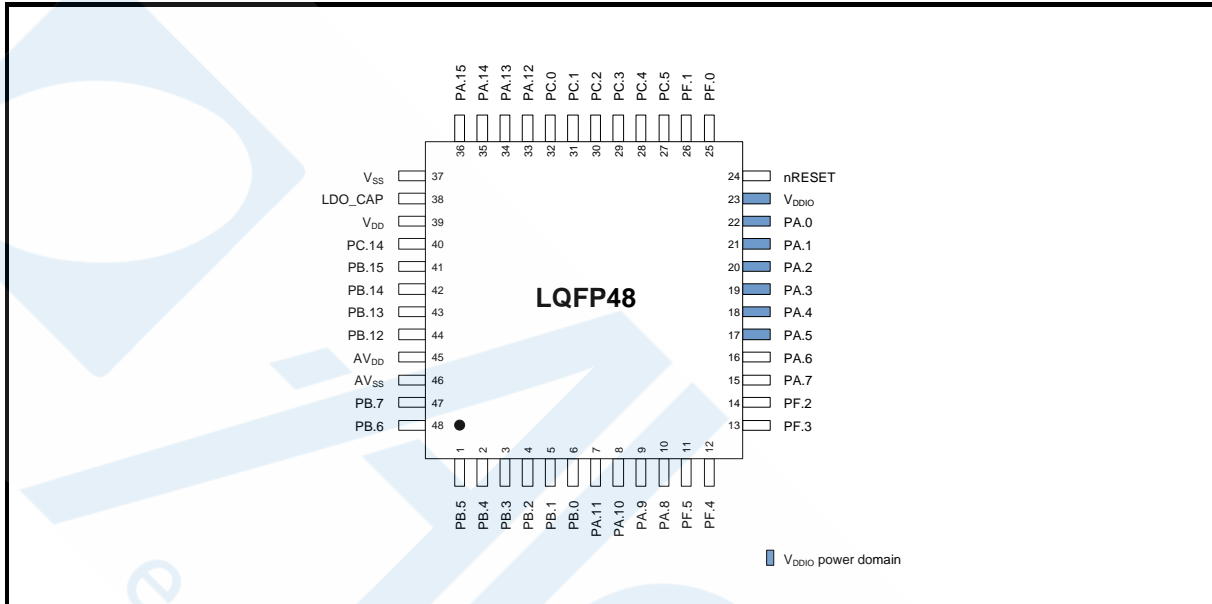 PA.15
PA.14
PA.13
PA.12
PC.0
PC.1
PC.2
PC.3
PC.4
PC.5
PF.1
PF.0
36
35
34
33
32
31
30
29
28
27
26
25
VSS 37
LDO_CAP 38
VDD 39
PC.14 40
PB.15 41
PB.14 42
PB.13 43
PB.12 44
AVDD 45
AVSS 46
PB.7 47
PB.6 48
LQFP48
24 nRESET
23 VDDIO
22 PA.0
21 PA.1
20 PA.2
19 PA.3
18 PA.4
17 PA.5
16 PA.6
15 PA.7
14 PF.2
13 PF.3
1
2
3
4
5
6
7
8
9
10
11
12
PB.5
PB.4
PB.3
PB.2
PB.1
PB.0
PA.11
PA.10
PA.9
PA.8
PF.5
PF.4
VDDIO power domain